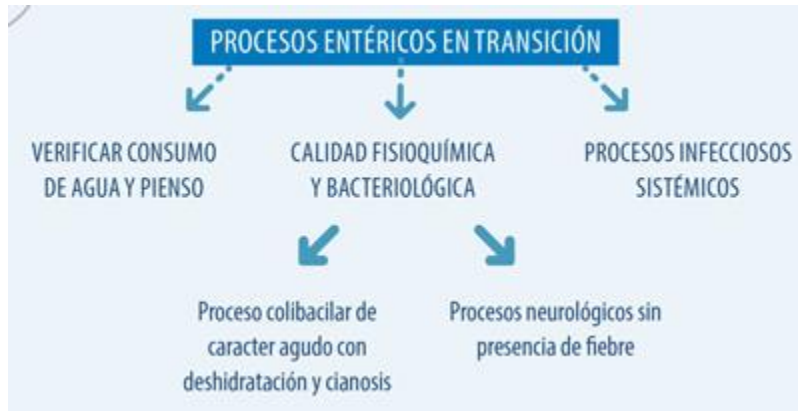 PROCESOS ENTÉRICOS EN TRANSICIÓN
VERIFICAR CONSUMO
DE AGUA Y PIENSO
CALIDAD FISIOQUÍMICA
Y BACTERIOLÓGICA
PROCESOS INFECCIOSOS
SISTÉMICOS
Proceso colibacilar de
caracter agudo con
deshidratación y cianosis
Procesos neurológicos sin
presencia de fiebre